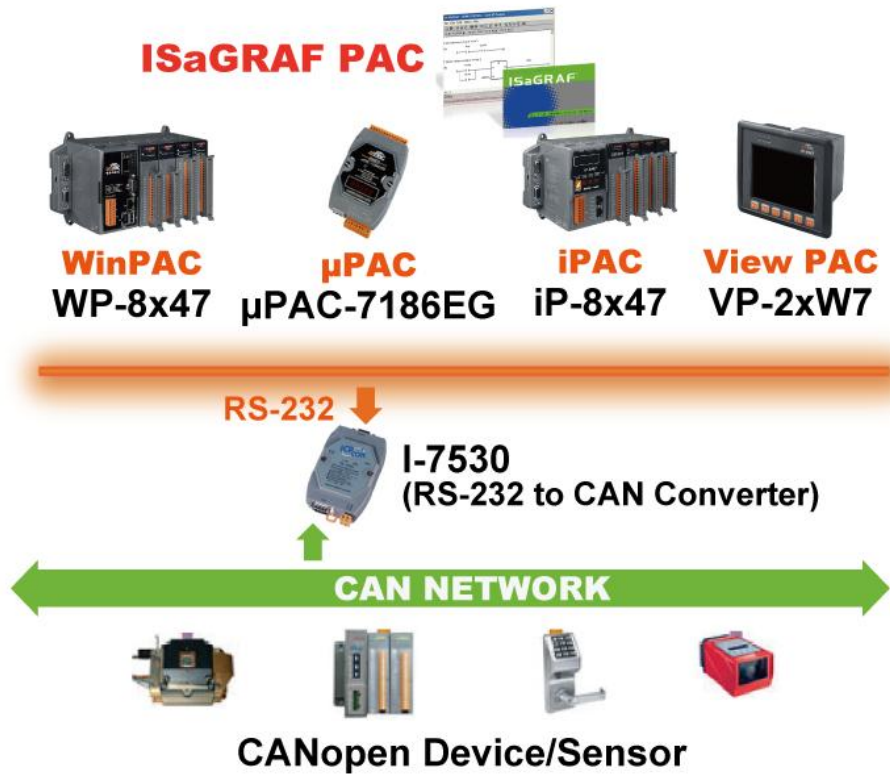 ISaGRAF PAC
ISaGRAF
WinPAC
µPAC
iPAC
View PAC
WP-8x47
µPAC-7186EG
iP-8x47
VP-2xW7
RS-232
I-7530
(RS-232 to CAN Converter)
CAN NETWORK
CANopen Device/Sensor